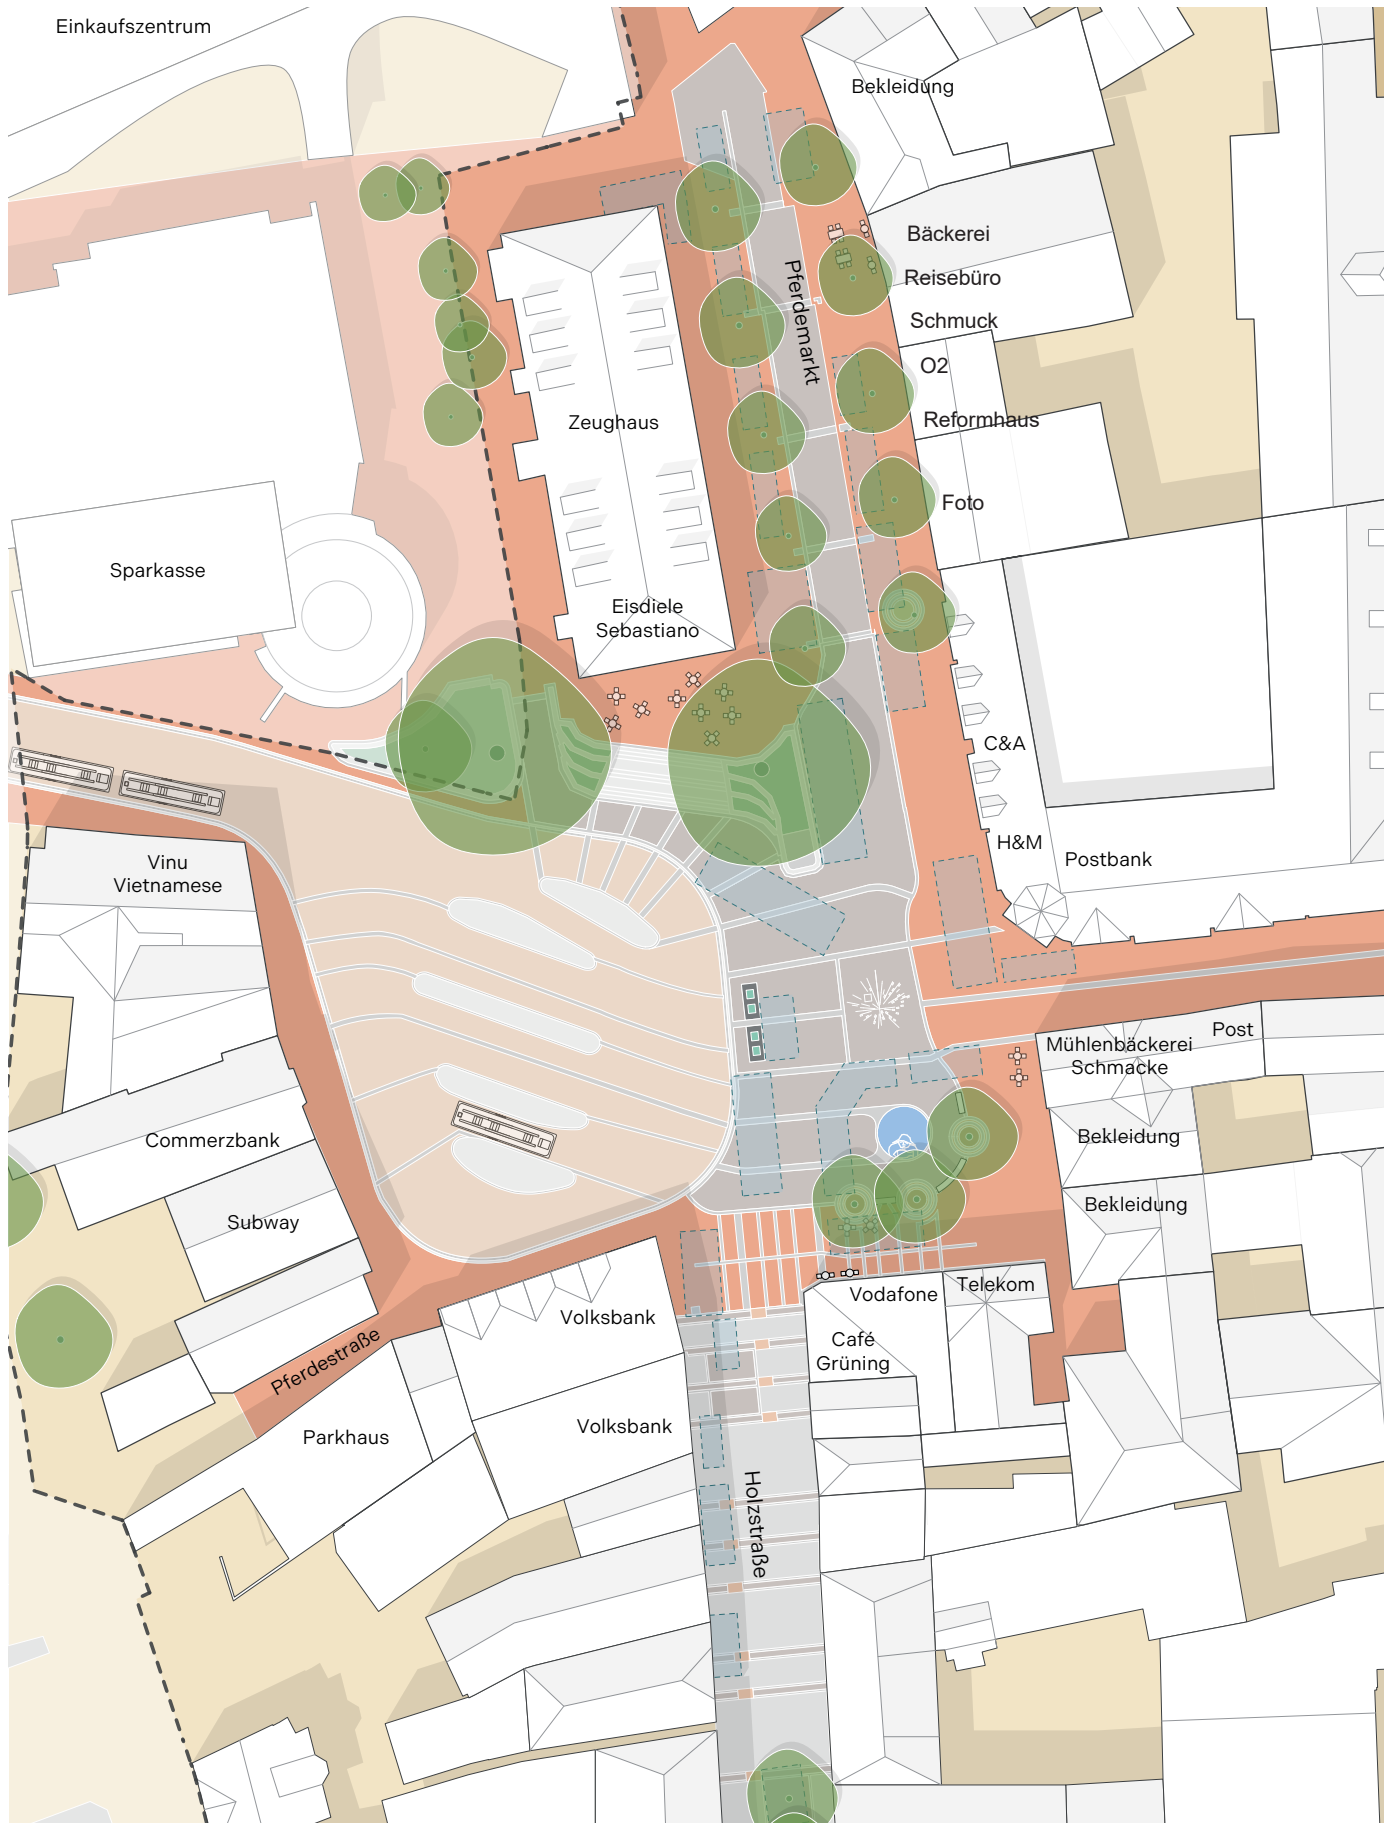 Einkaufszentrum
Bekleidung
Bäckerei
Reisebüro
Pferdemarkt
Schmuck
O2
Reformhaus
Zeughaus
Foto
Sparkasse
Eisdiele
Sebastiano
C&A
H&M
Postbank
Vinu
Vietnamese
Post
Mühlenbäckerei
Schmacke
Commerzbank
Bekleidung
Bekleidung
Subway
Telekom
Vodafone
Volksbank
Café
Grüning
Pferdestraße
Volksbank
Parkhaus
Holzstraße